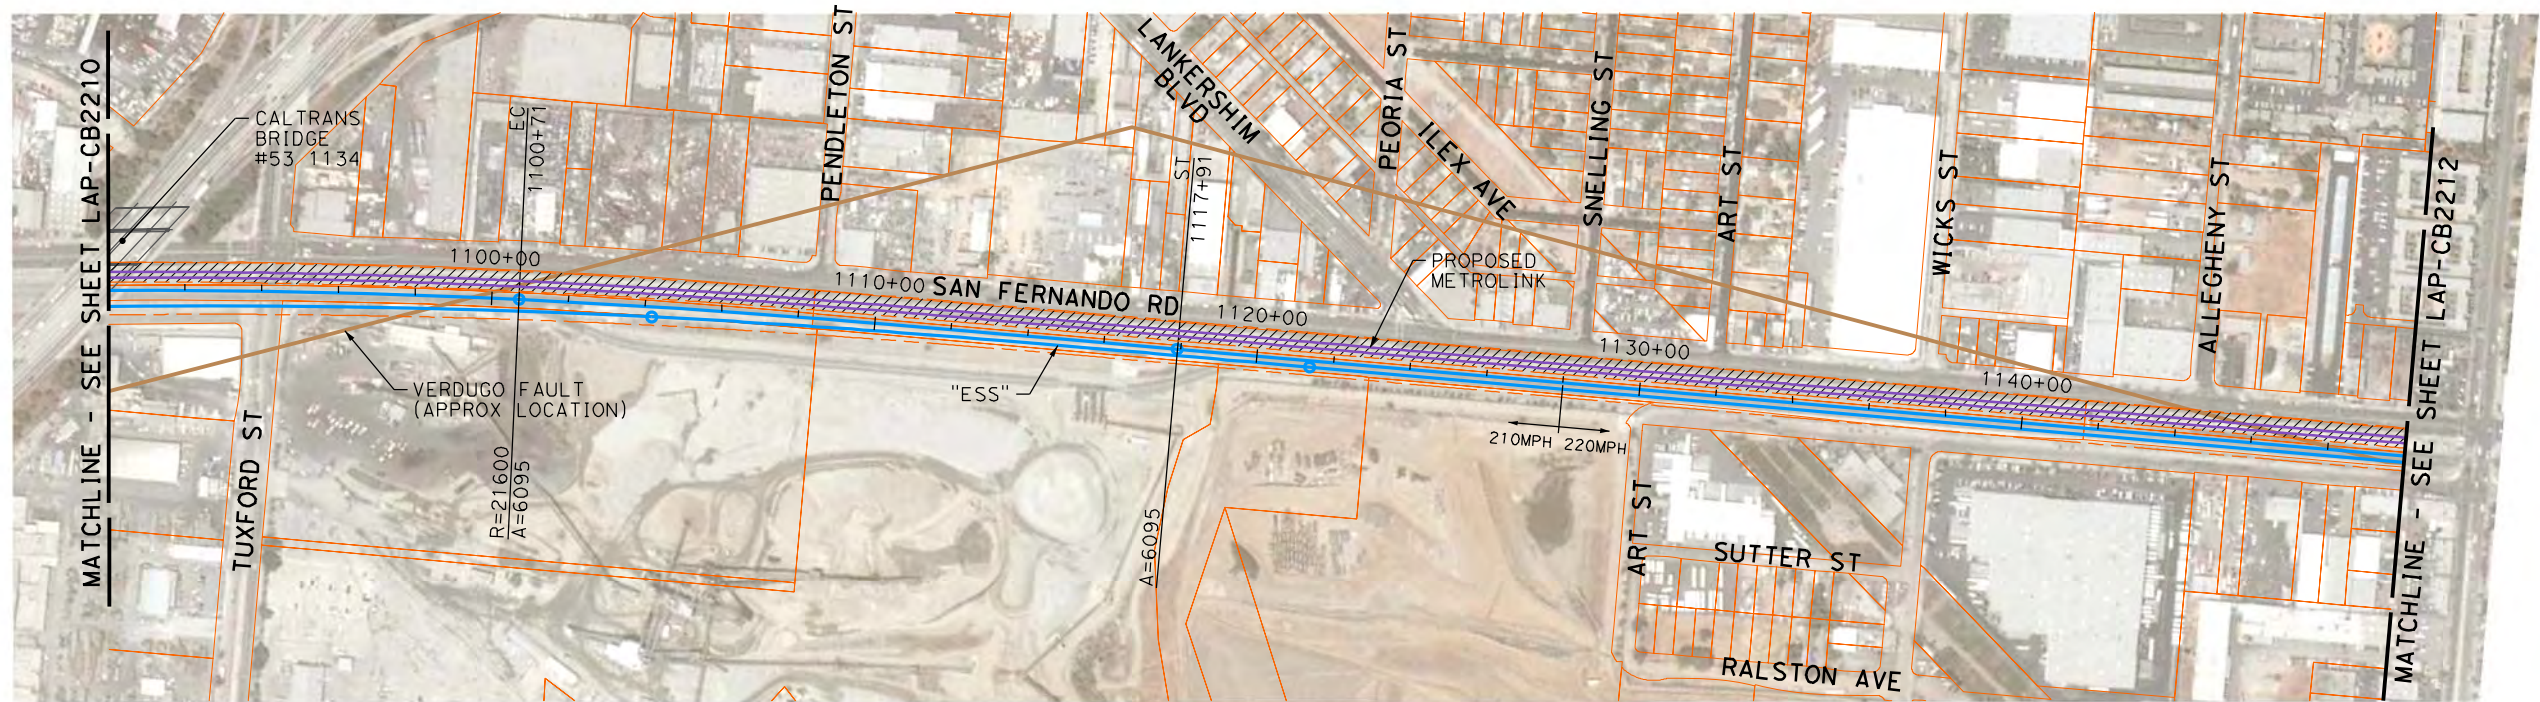 MATCHLINE - SEE SHEET LAP-CB2210
CALTRANS
BRIDGE
#53 1134
EC
1100+71
PENDLETON ST
LANKERSHIM
BLVD
ST
1117+91
PEORIA ST
ILEX AVE
SNELLING ST
ART ST
WICKS ST
ALLEGHENY ST
MATCHLINE - SEE SHEET LAP-CB2212
1100+00
1110+00
SAN FERNANDO RD
1120+00
PROPOSED
METROLINK
1130+00
1140+00
VERDUGO FAULT
(APPROX LOCATION)
"ESS"
210MPH
220MPH
TUXFORD ST
R=21600
A=6095
A=6095
ART ST
SUTTER ST
RALSTON AVE